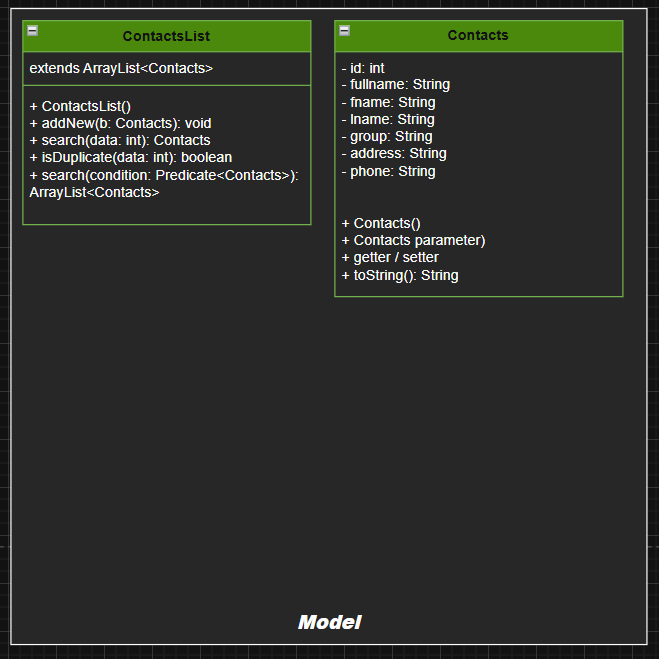 ContactsList
extends ArrayList<Contacts>
+ ContactsList()
+ addNew(b: Contacts): void
+ search(data: int): Contacts
+ isDuplicate(data: int): boolean
+ search(condition: Predicate<Contacts>):
ArrayList<Contacts>
Contacts
- id: int
- fullname: String
- fname: String
- lname: String
- group: String
- address: String
- phone: String
+ Contacts()
+ Contacts parameter)
+ getter / setter
+ toString(): String
Model